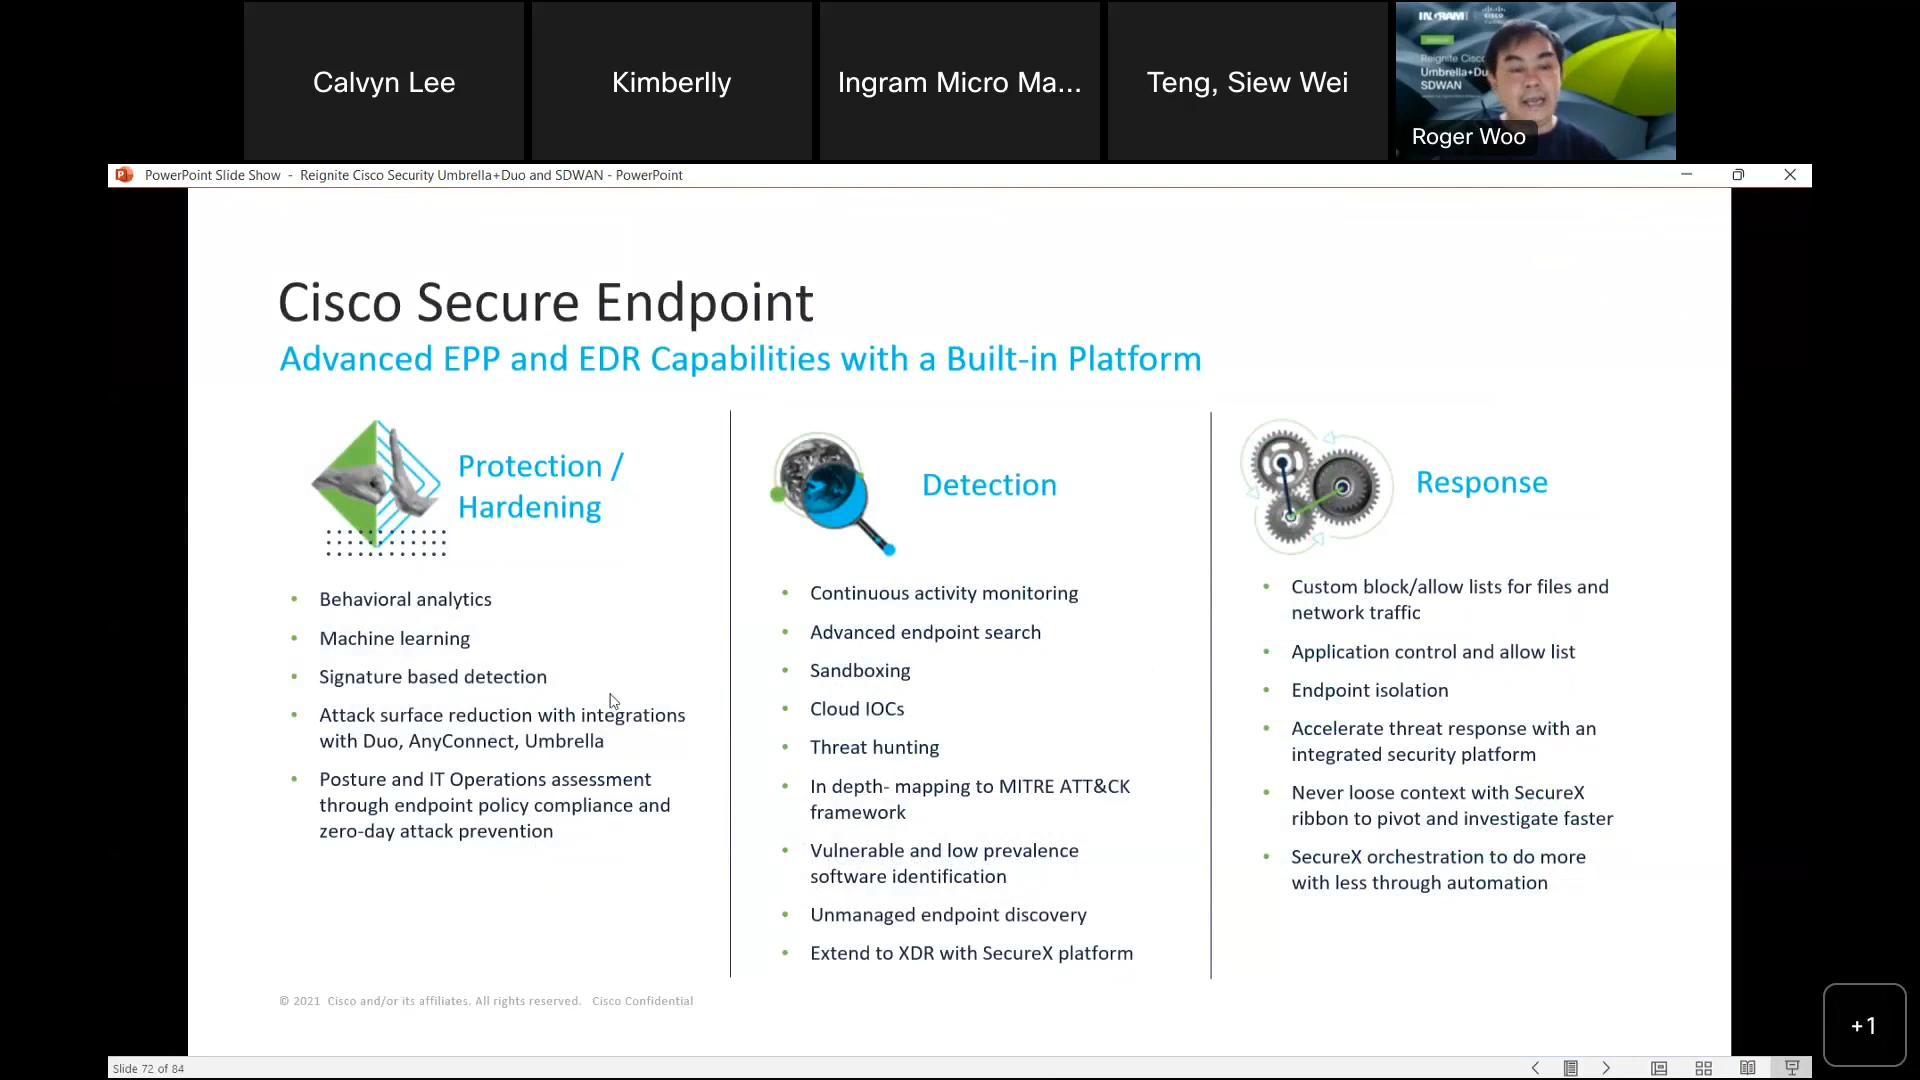 Calvyn Lee
Kimberlly
Ingram Micro Ma...
Teng, Siew Wei
INGRAM
CISCO
Reignite Cisco
Umbrella+Du
SDWAN
Roger Woo
PowerPoint Slide Show - Reignite Cisco Security Umbrella+Duo and SDWAN - PowerPoint
Cisco Secure Endpoint
Advanced EPP and EDR Capabilities with a Built-in Platform
Protection /
Hardening
• Behavioral analytics
• Machine learning
• Signature based detection
• Attack surface reduction with integrations
with Duo, AnyConnect, Umbrella
• Posture and IT Operations assessment
through endpoint policy compliance and
zero-day attack prevention
Detection
• Continuous activity monitoring
• Advanced endpoint search
• Sandboxing
• Cloud IOCs
• Threat hunting
• In depth- mapping to MITRE ATT&CK
framework
• Vulnerable and low prevalence
software identification
• Unmanaged endpoint discovery
• Extend to XDR with SecureX platform
Response
• Custom block/allow lists for files and
network traffic
• Application control and allow list
• Endpoint isolation
• Accelerate threat response with an
integrated security platform
• Never loose context with SecureX
ribbon to pivot and investigate faster
• SecureX orchestration to do more
with less through automation
© 2021 Cisco and/or its affiliates. All rights reserved. Cisco Confidential
+1
Slide 72 of 84